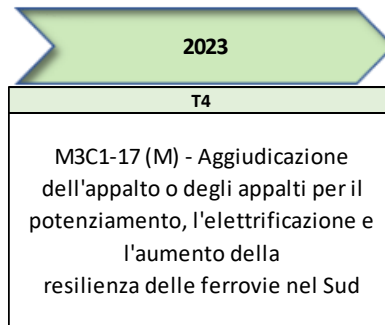 2023
T4
M3C1-17 (M) - Aggiudicazione
dell'appalto o degli appalti per il
potenziamento, l'elettrificazione e
l'aumento della
resilienza delle ferrovie nel Sud